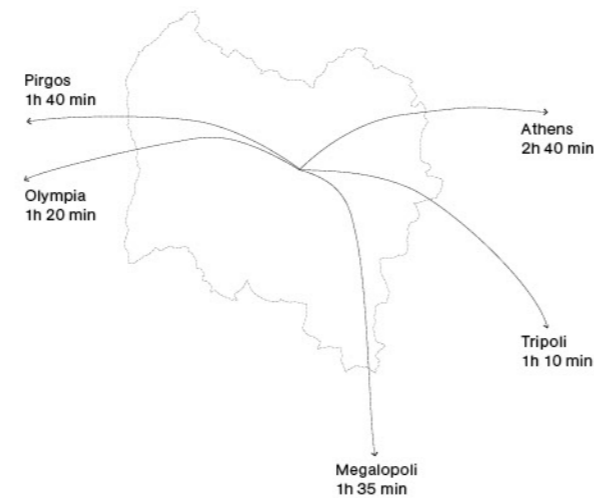 Pirgos
1h 40 min
Athens
2h 40 min
Olympia
1h 20 min
Tripoli
1h 10 min
Megalopoli
1h 35 min